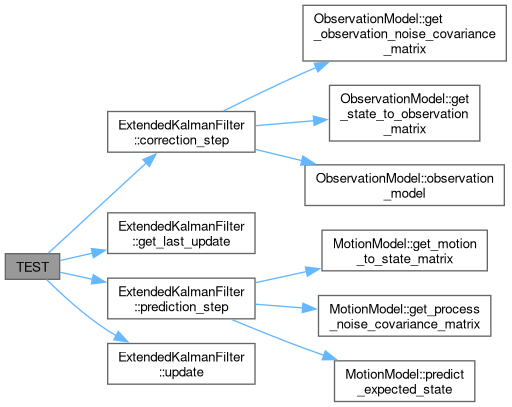 TEST
ExtendedKalmanFilter
::correction_step
ObservationModel::get
_observation_noise_covariance
_matrix
ObservationModel::get
_state_to_observation
_matrix
ObservationModel::observation
_model
ExtendedKalmanFilter
::get_last_update
ExtendedKalmanFilter
::prediction_step
MotionModel::get_motion
_to_state_matrix
MotionModel::get_process
_noise_covariance_matrix
MotionModel::predict
_expected_state
ExtendedKalmanFilter
::update